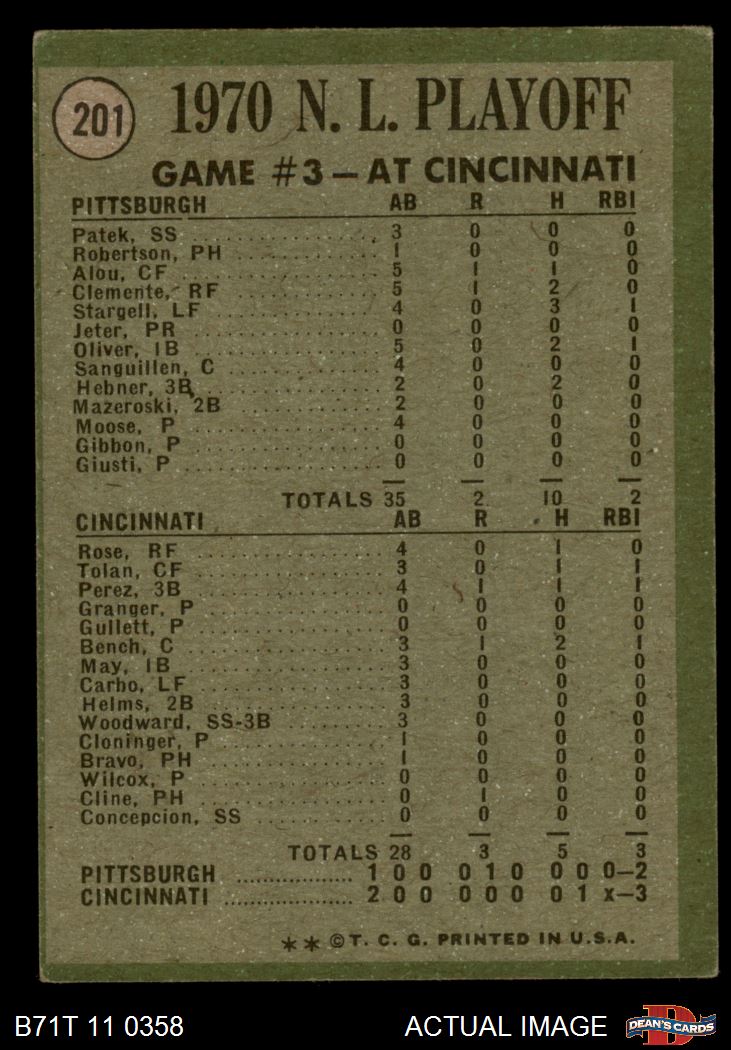 201 1970 N. L. PLAYOFF
GAME #3 – AT CINCINNATI
PITTSBURGH AB R H RBI
Patek, SS 3 0 0 0
Robertson, PH 1 0 0 0
Alou, CF 5 1 1 0
Clemente, RF 5 1 2 0
Stargell, LF 4 0 3 1
Jeter, PR 0 0 0 0
Oliver, 1B 5 0 2 1
Sanguillen, C 4 0 0 0
Hebner, 3B 2 0 2 0
Mazeroski, 2B 2 0 0 0
Moose, P 4 0 0 0
Gibbon, P 0 0 0 0
Giusti, P 0 0 0 0
TOTALS 35 2 10 2
CINCINNATI AB R H RBI
Rose, RF 4 0 1 0
Tolan, CF 3 0 1 1
Perez, 3B 4 1 1 1
Granger, P 0 0 0 0
Gullett, P 0 0 0 0
Bench, C 3 1 2 1
May, 1B 3 0 0 0
Carbo, LF 3 0 0 0
Helms, 2B 3 0 0 0
Woodward, SS-3B 3 0 0 0
Cloninger, P 1 0 0 0
Bravo, PH 1 0 0 0
Wilcox, P 0 0 0 0
Cline, PH 0 1 0 0
Concepcion, SS 0 0 0 0
TOTALS 28 3 5 3
PITTSBURGH 1 0 0 0 1 0 0 0 0–2
CINCINNATI 2 0 0 0 0 0 0 1 x–3
**©T. C. G. PRINTED IN U.S.A.
B71T 11 0358 ACTUAL IMAGE D DEAN'S CARDS